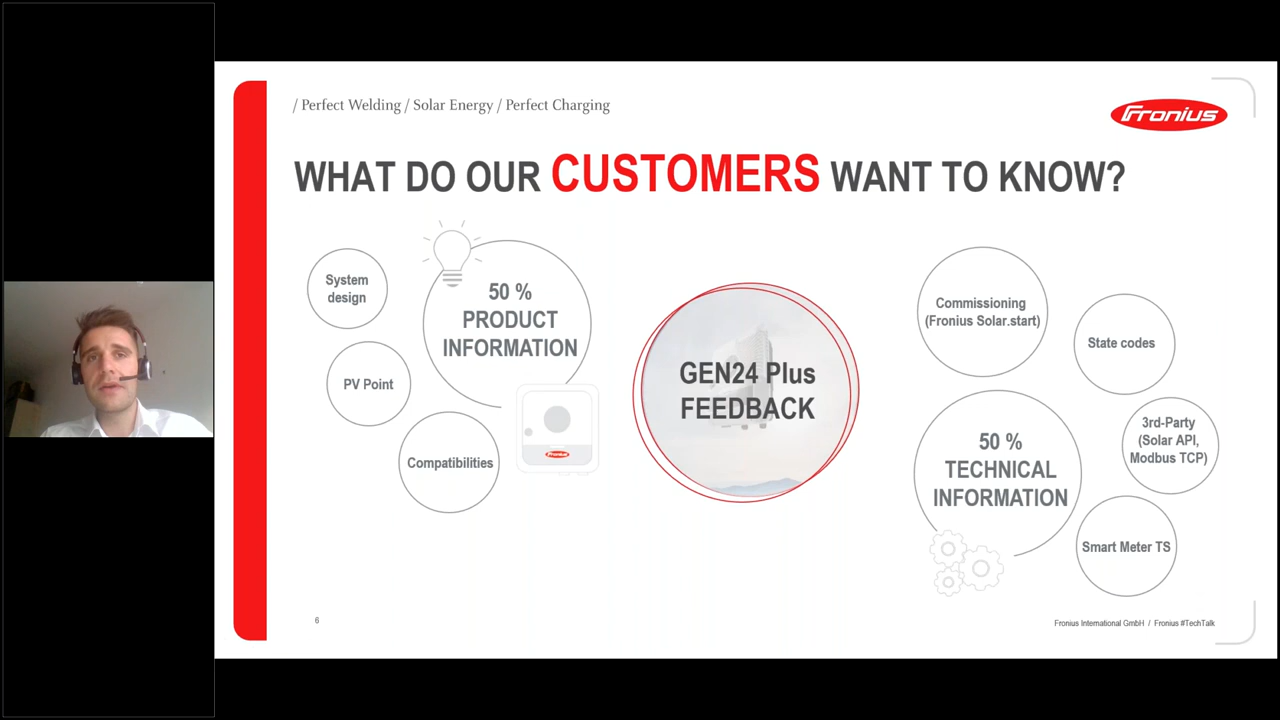 / Perfect Welding / Solar Energy / Perfect Charging
Fronius
WHAT DO OUR CUSTOMERS WANT TO KNOW?
System
design
50 %
PRODUCT
INFORMATION
PV Point
Compatibilities
Fronius
GEN24 Plus
FEEDBACK
Commissioning
(Fronius Solar.start)
State codes
3rd-Party
(Solar API,
Modbus TCP)
50 %
TECHNICAL
INFORMATION
Smart Meter TS
6
Fronius International GmbH / Fronius #TechTalk